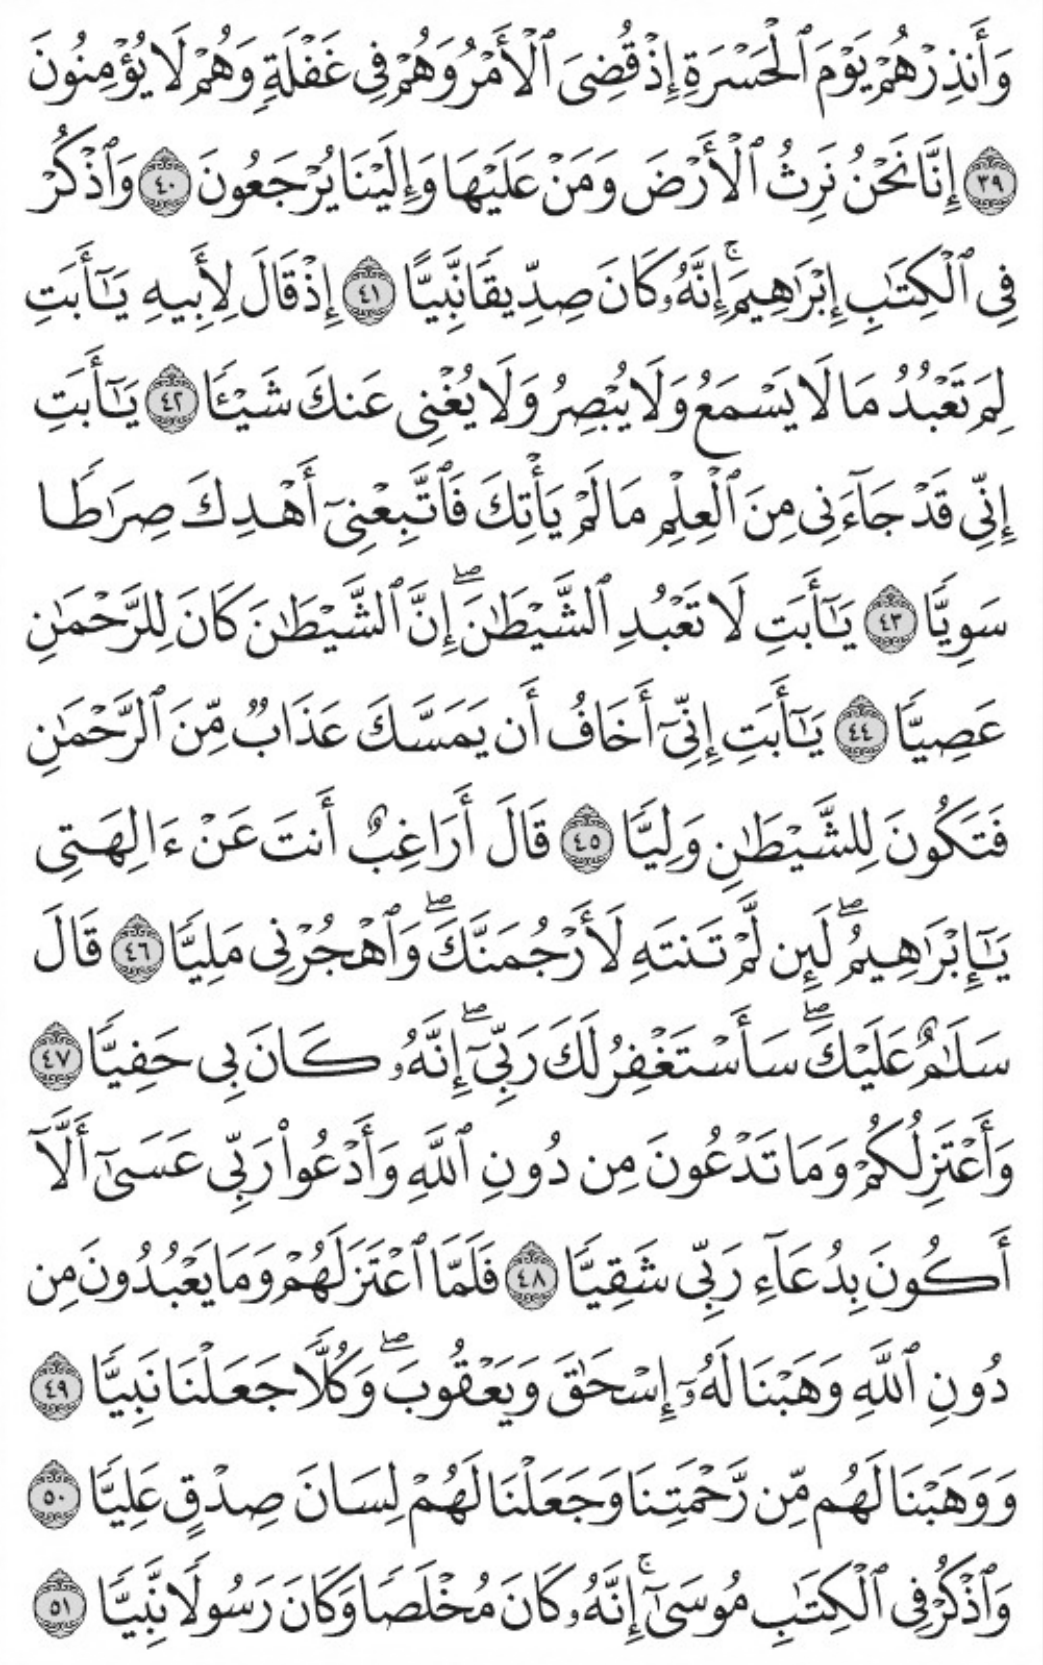 وَأَنذِرْهُمْ يَوْمَ ٱلْحَسْرَةِ إِذْ قُضِىَ ٱلْأَمْرُ وَهُمْ فِى غَفْلَةٍ وَهُمْ لَا يُؤْمِنُونَ
٣٩ إِنَّا نَحْنُ نَرِثُ ٱلْأَرْضَ وَمَنْ عَلَيْهَا وَإِلَيْنَا يُرْجَعُونَ ٤٠ وَٱذْكُرْ
فِى ٱلْكِتَٰبِ إِبْرَٰهِيمَ ۚ إِنَّهُۥ كَانَ صِدِّيقًا نَّبِيًّا ٤١ إِذْ قَالَ لِأَبِيهِ يَٰٓأَبَتِ
لِمَ تَعْبُدُ مَا لَا يَسْمَعُ وَلَا يُبْصِرُ وَلَا يُغْنِى عَنكَ شَيْـًٔا ٤٢ يَٰٓأَبَتِ
إِنِّى قَدْ جَآءَنِى مِنَ ٱلْعِلْمِ مَا لَمْ يَأْتِكَ فَٱتَّبِعْنِىٓ أَهْدِكَ صِرَٰطًا
سَوِيًّا ٤٣ يَٰٓأَبَتِ لَا تَعْبُدِ ٱلشَّيْطَٰنَ ۖ إِنَّ ٱلشَّيْطَٰنَ كَانَ لِلرَّحْمَٰنِ
عَصِيًّا ٤٤ يَٰٓأَبَتِ إِنِّىٓ أَخَافُ أَن يَمَسَّكَ عَذَابٌ مِّنَ ٱلرَّحْمَٰنِ
فَتَكُونَ لِلشَّيْطَٰنِ وَلِيًّا ٤٥ قَالَ أَرَاغِبٌ أَنتَ عَنْ ءَالِهَتِى
يَٰٓإِبْرَٰهِيمُ ۖ لَئِن لَّمْ تَنتَهِ لَأَرْجُمَنَّكَ ۖ وَٱهْجُرْنِى مَلِيًّا ٤٦ قَالَ
سَلَٰمٌ عَلَيْكَ ۖ سَأَسْتَغْفِرُ لَكَ رَبِّىٓ ۖ إِنَّهُۥ كَانَ بِى حَفِيًّا ٤٧
وَأَعْتَزِلُكُمْ وَمَا تَدْعُونَ مِن دُونِ ٱللَّهِ وَأَدْعُوا۟ رَبِّى عَسَىٰٓ أَلَّآ
أَكُونَ بِدُعَآءِ رَبِّى شَقِيًّا ٤٨ فَلَمَّا ٱعْتَزَلَهُمْ وَمَا يَعْبُدُونَ مِن
دُونِ ٱللَّهِ وَهَبْنَا لَهُۥٓ إِسْحَٰقَ وَيَعْقُوبَ ۖ وَكُلًّا جَعَلْنَا نَبِيًّا ٤٩
وَوَهَبْنَا لَهُم مِّن رَّحْمَتِنَا وَجَعَلْنَا لَهُمْ لِسَانَ صِدْقٍ عَلِيًّا ٥٠
وَٱذْكُرْ فِى ٱلْكِتَٰبِ مُوسَىٰٓ ۚ إِنَّهُۥ كَانَ مُخْلَصًا وَكَانَ رَسُولًا نَّبِيًّا ٥١